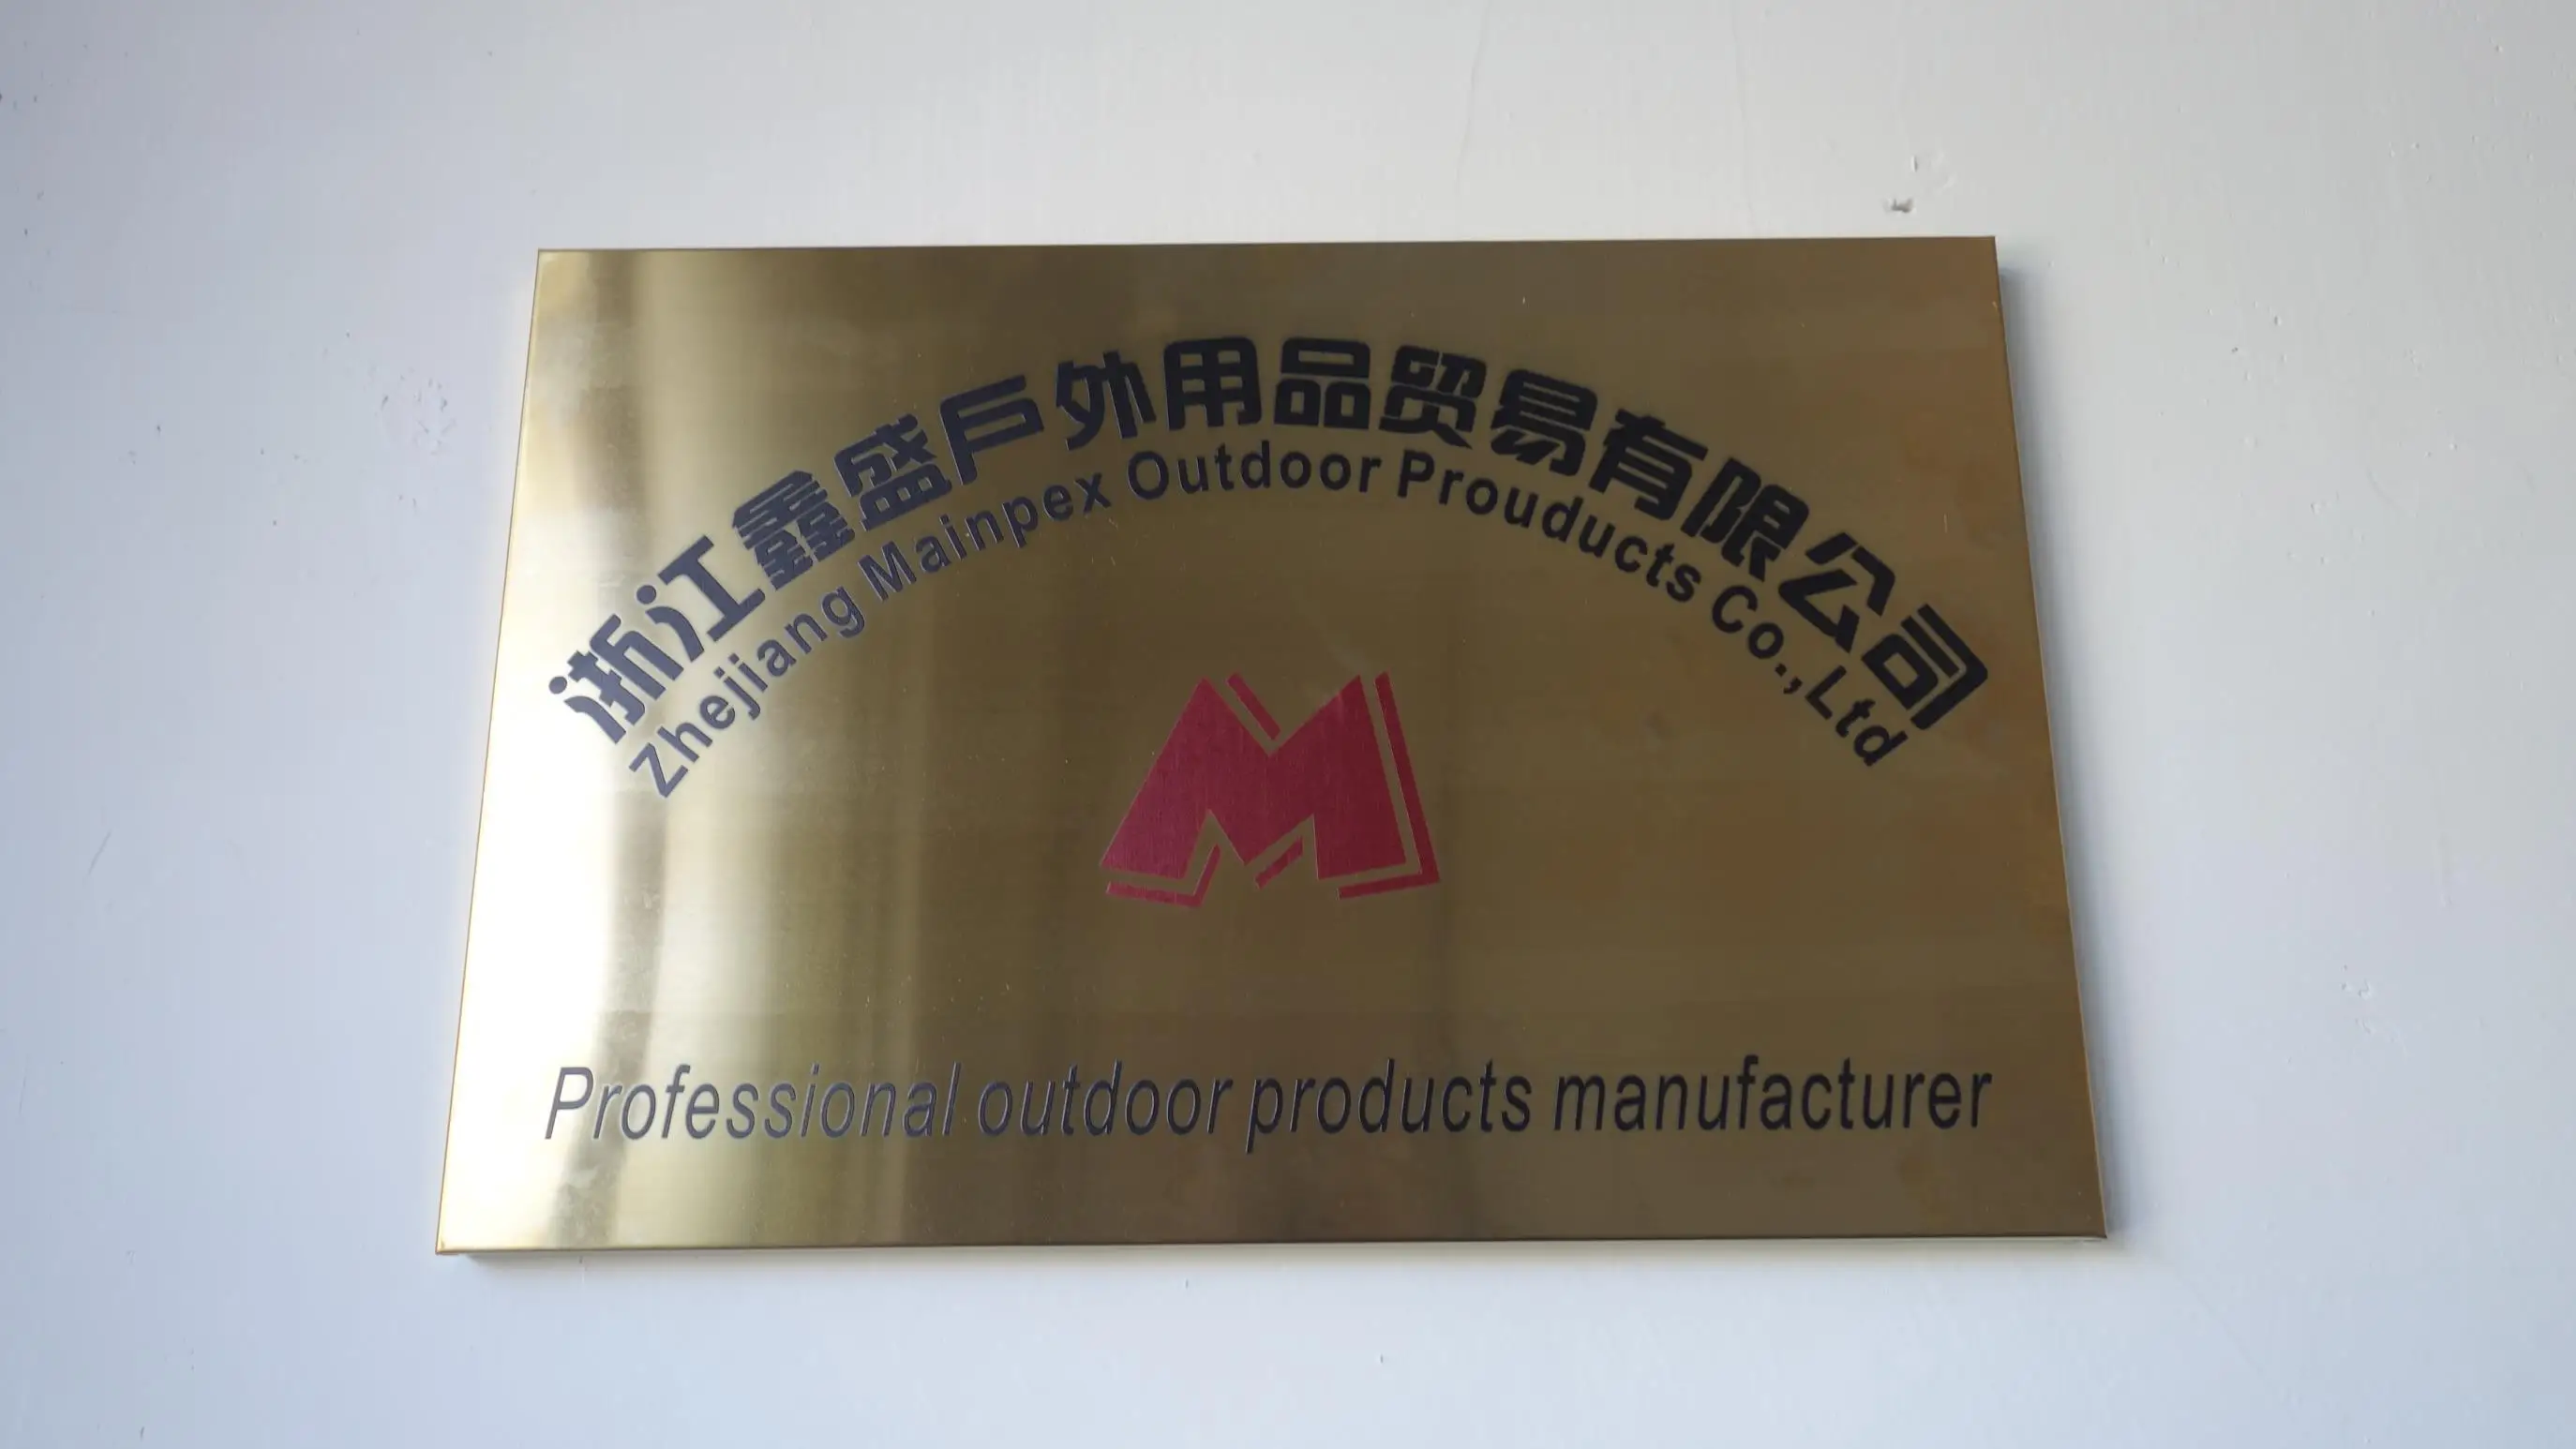 浙江鑫盛戶外用品贸易有限公司
Zhejiang Mainpex Outdoor Prouducts Co.,Ltd
M
Professional outdoor products manufacturer